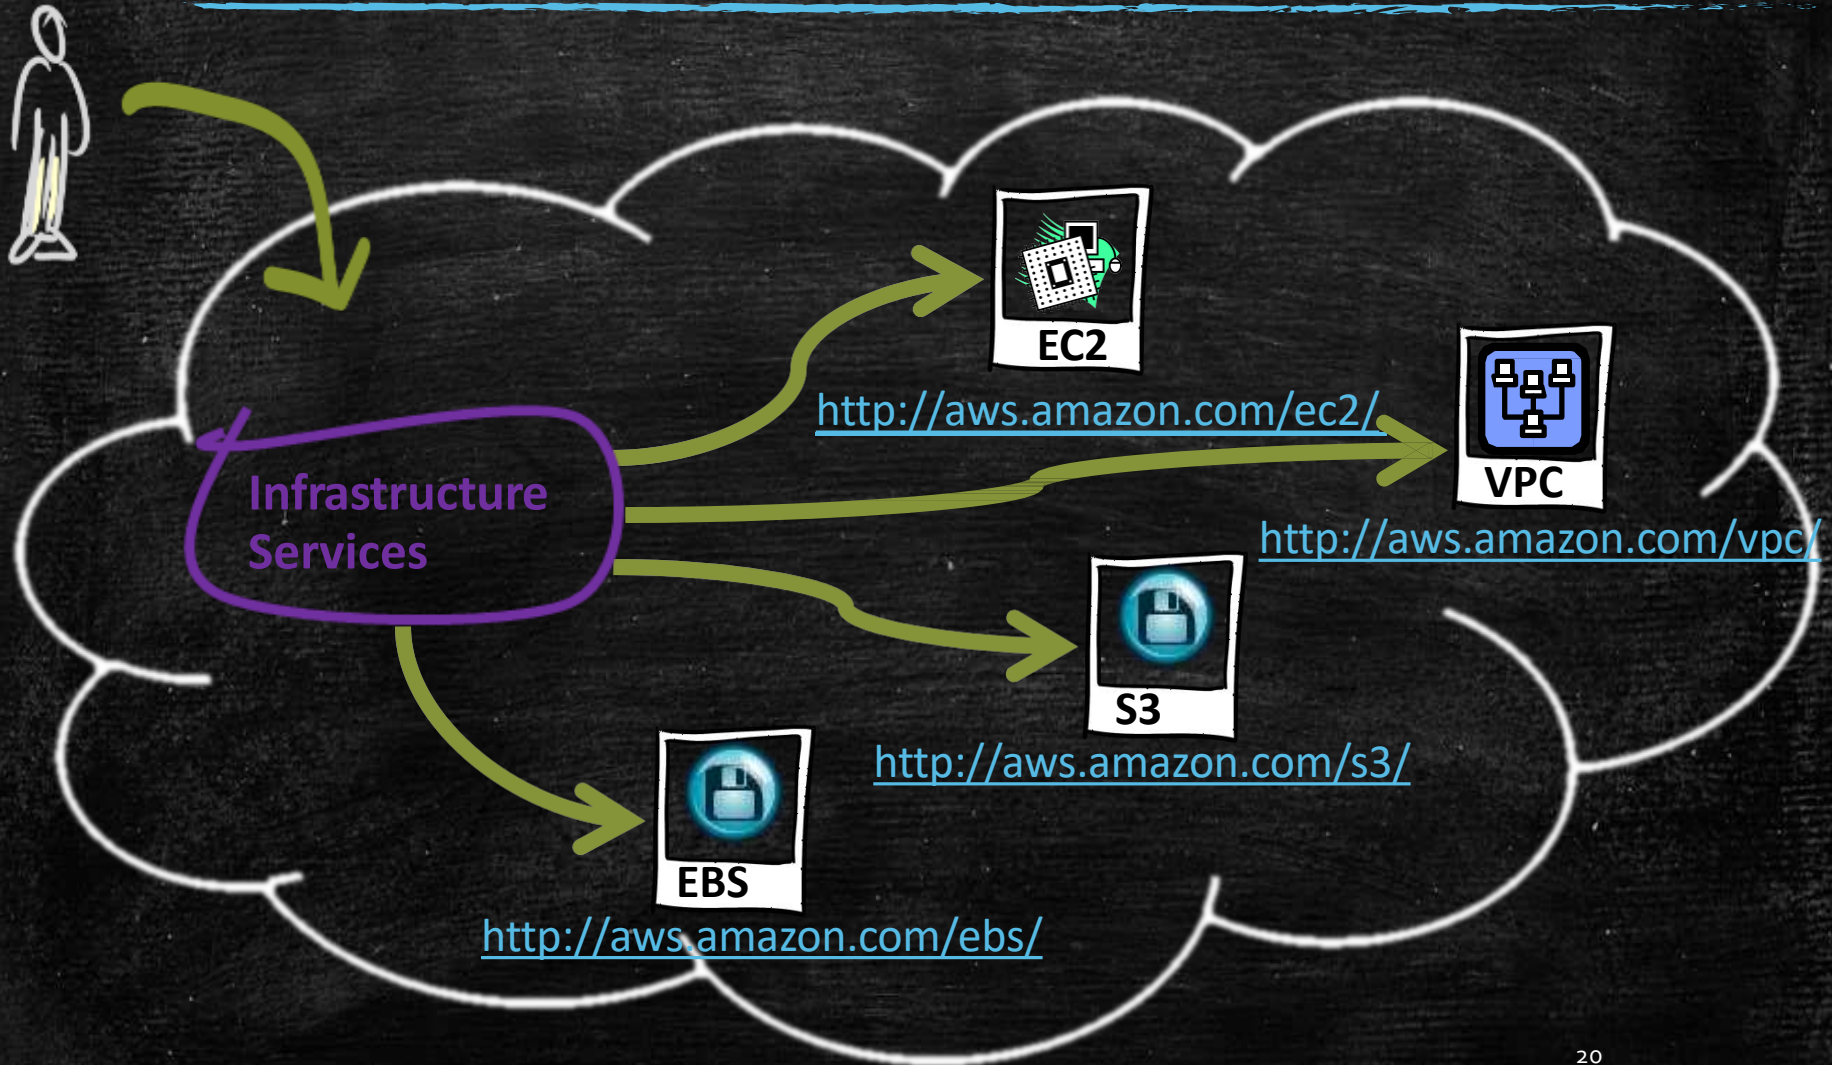 EC2
http://aws.amazon.com/ec2/
VPC
http://aws.amazon.com/vpc/
Infrastructure
Services
S3
http://aws.amazon.com/s3/
EBS
http://aws.amazon.com/ebs/
20